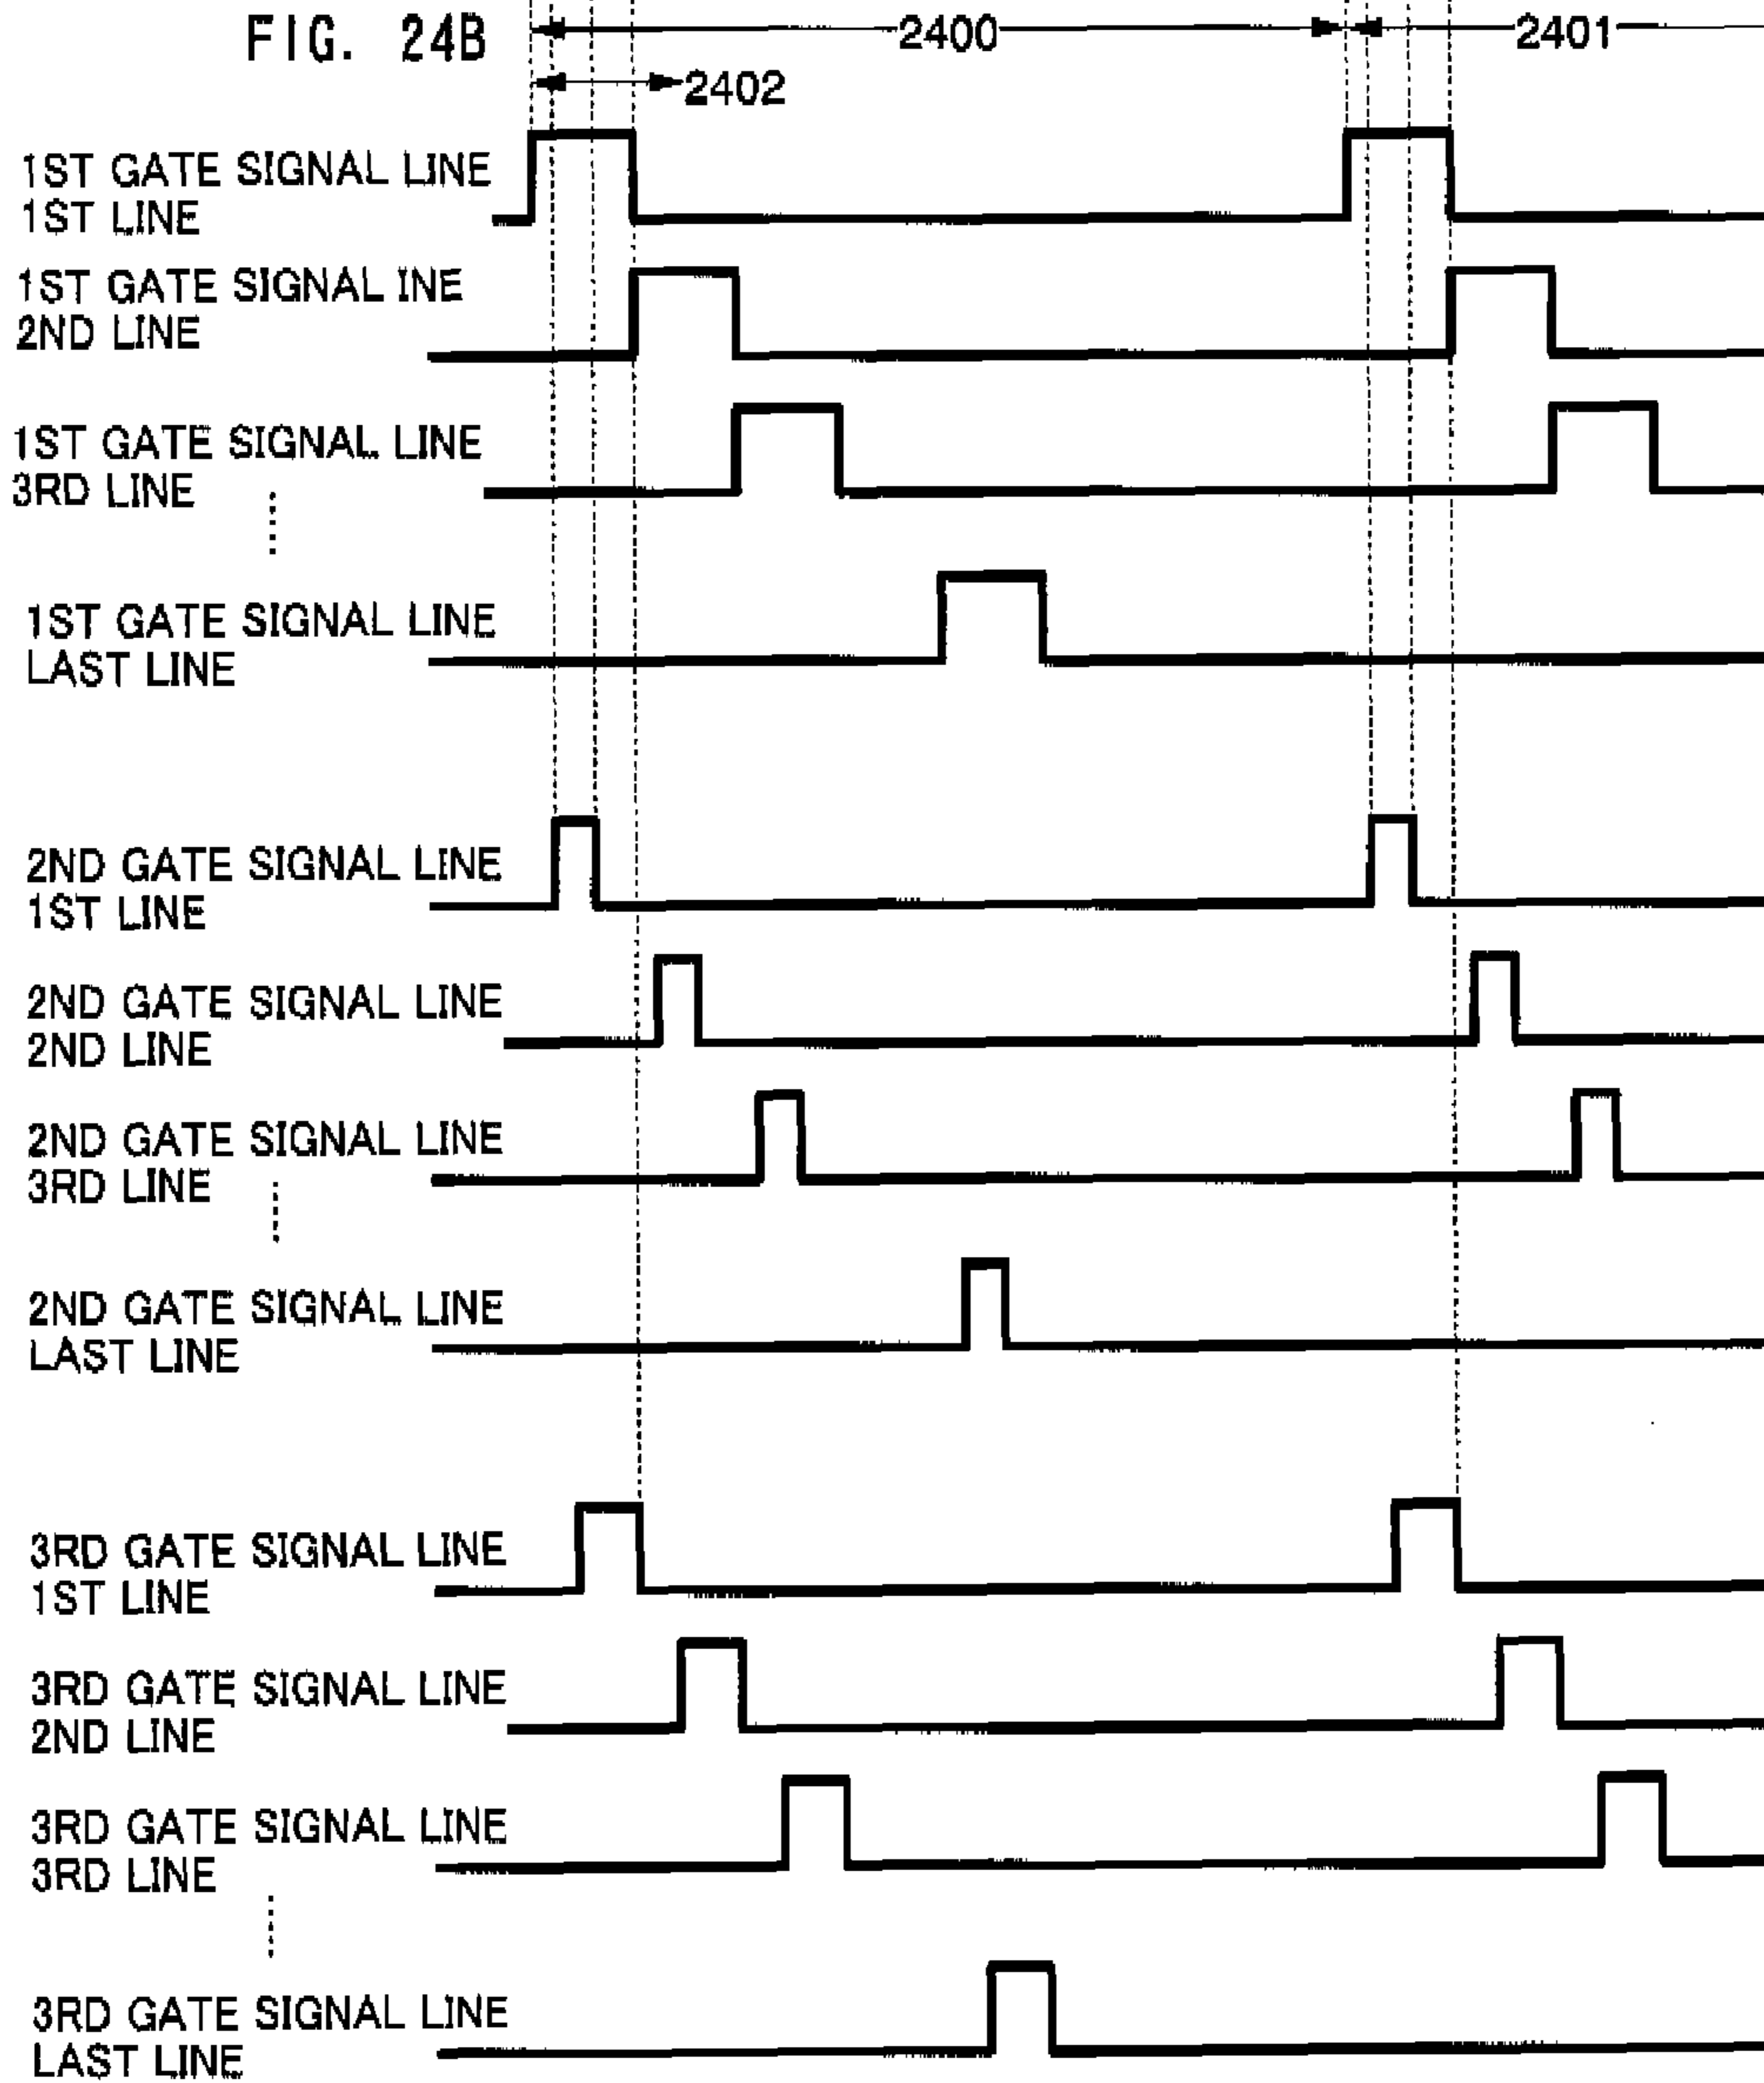 FIG. 24B
2400
2401
2402
1ST GATE SIGNAL LINE
1ST LINE
1ST GATE SIGNAL INE
2ND LINE
1ST GATE SIGNAL LINE
3RD LINE
1ST GATE SIGNAL LINE
LAST LINE
2ND GATE SIGNAL LINE
1ST LINE
2ND GATE SIGNAL LINE
2ND LINE
2ND GATE SIGNAL LINE
3RD LINE
2ND GATE SIGNAL LINE
LAST LINE
3RD GATE SIGNAL LINE
1ST LINE
3RD GATE SIGNAL LINE
2ND LINE
3RD GATE SIGNAL LINE
3RD LINE
3RD GATE SIGNAL LINE
LAST LINE